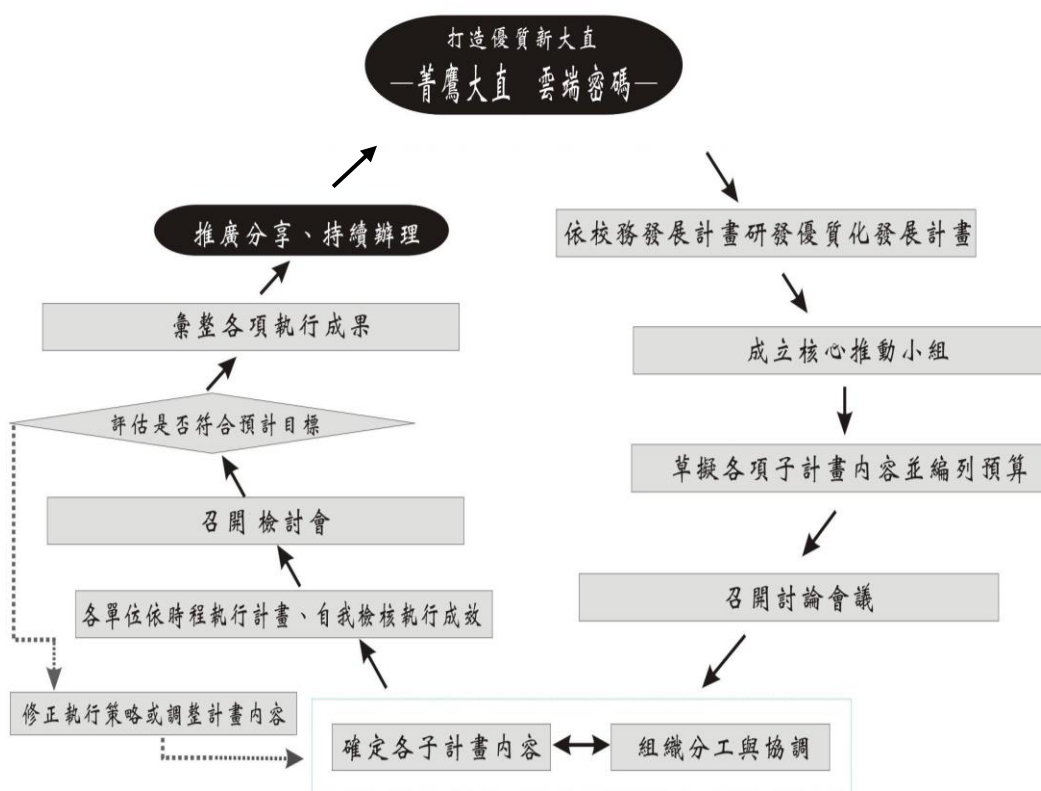 打造優質新大直
—菁鷹大直 雲端密碼—
依校務發展計畫研發優質化發展計畫
成立核心推動小組
草擬各項子計畫內容並編列預算
召開討論會議
組織分工與協調
確定各子計畫內容
各單位依時程執行計畫、自我檢核執行成效
召開檢討會
評估是否符合預計目標
修正執行策略或調整計畫內容
彙整各項執行成果
推廣分享、持續辦理